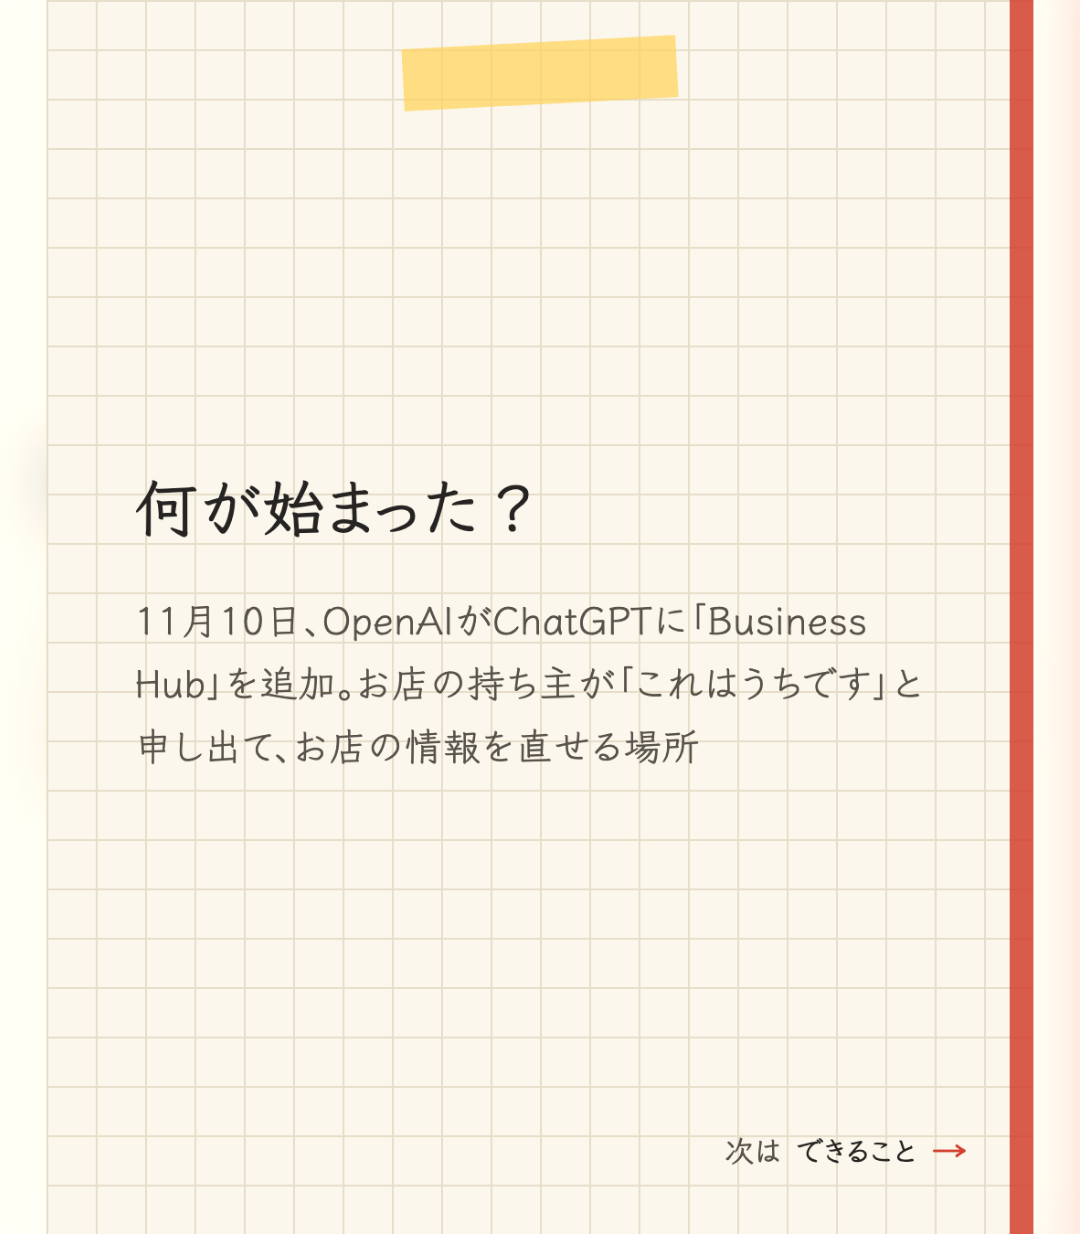 何が始まった？
11月10日、OpenAIがChatGPTに「Business
Hub」を追加。お店の持ち主が「これはうちです」と
申し出て、お店の情報を直せる場所
次は できること →